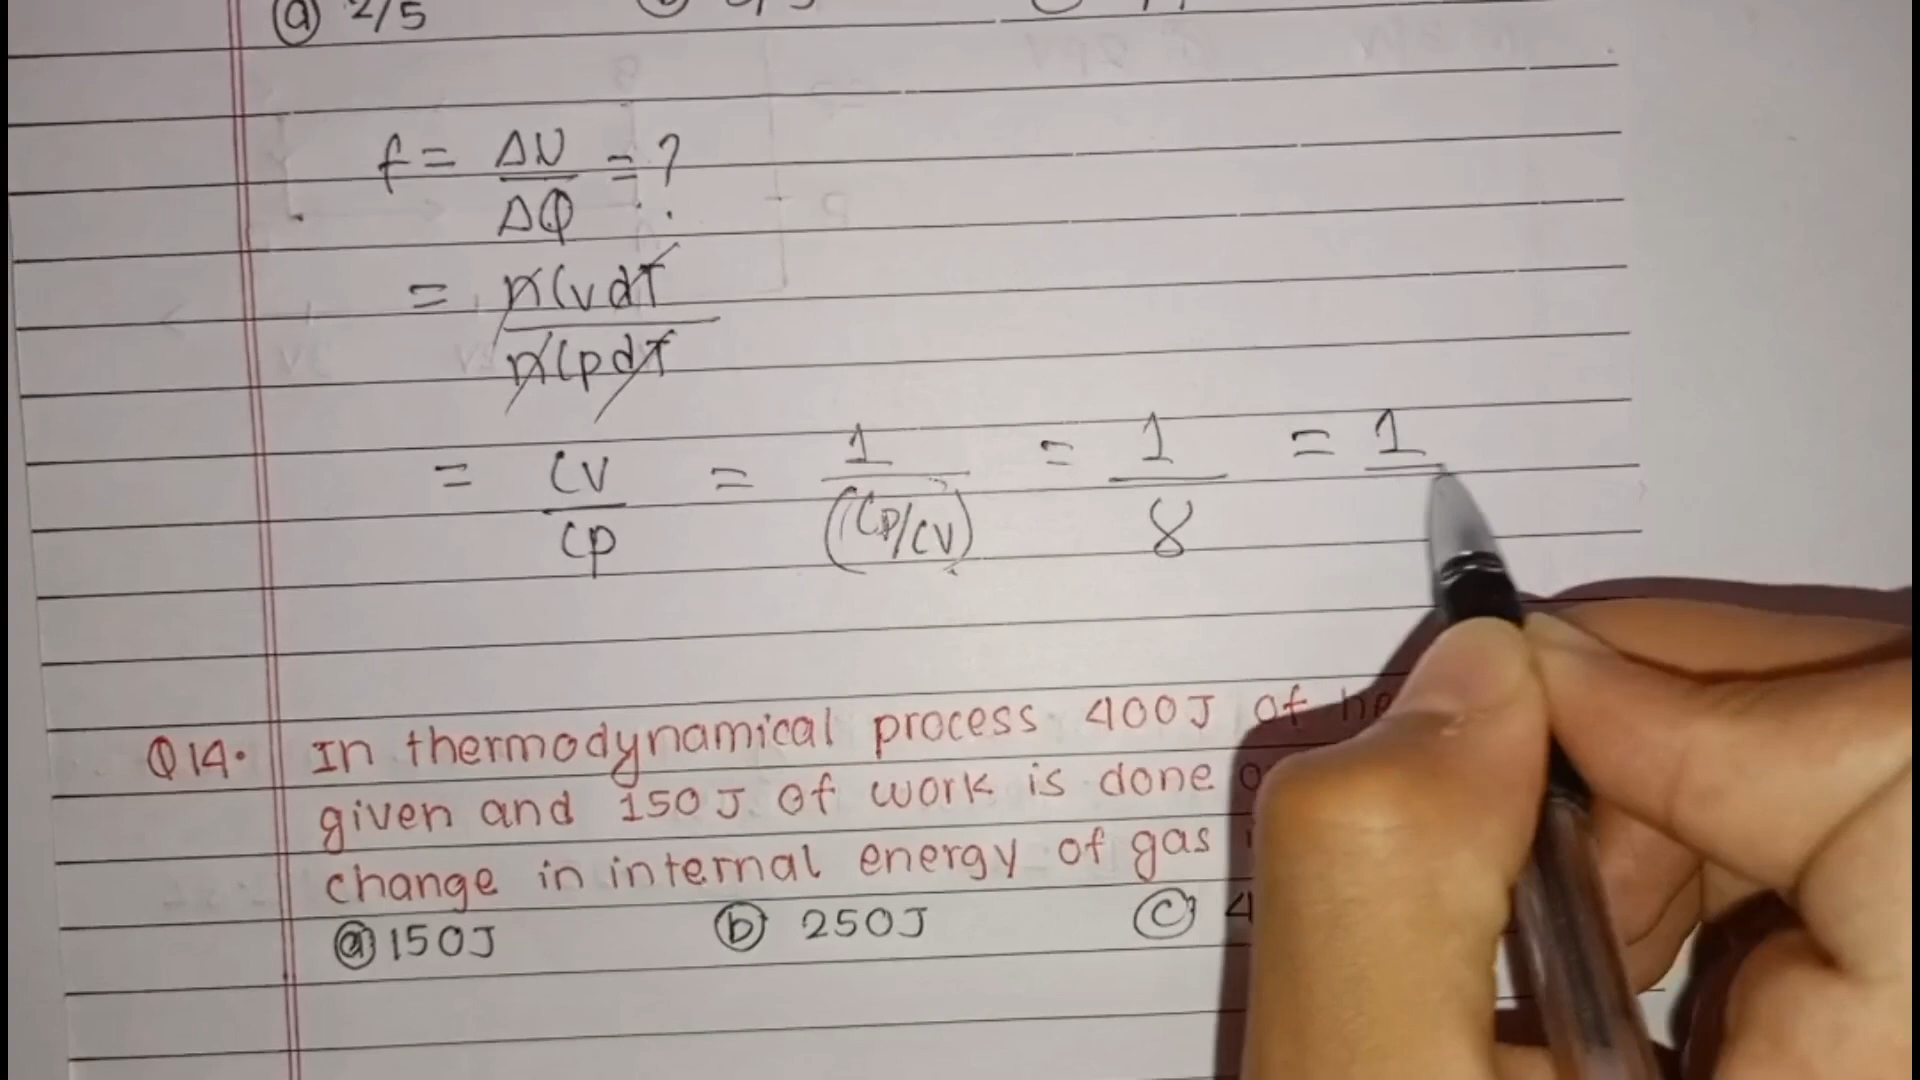 ⓐ 2/5
f = ΔU/ΔQ = ?
= nCvdT/nCpdT
= Cv/Cp = 1/(Cp/Cv) = 1/8 = 1
Q14. In thermodynamical process 400J of
given and 150J of work is done
change in internal energy of gas
ⓐ 150J ⓑ 250J ⓒ 4